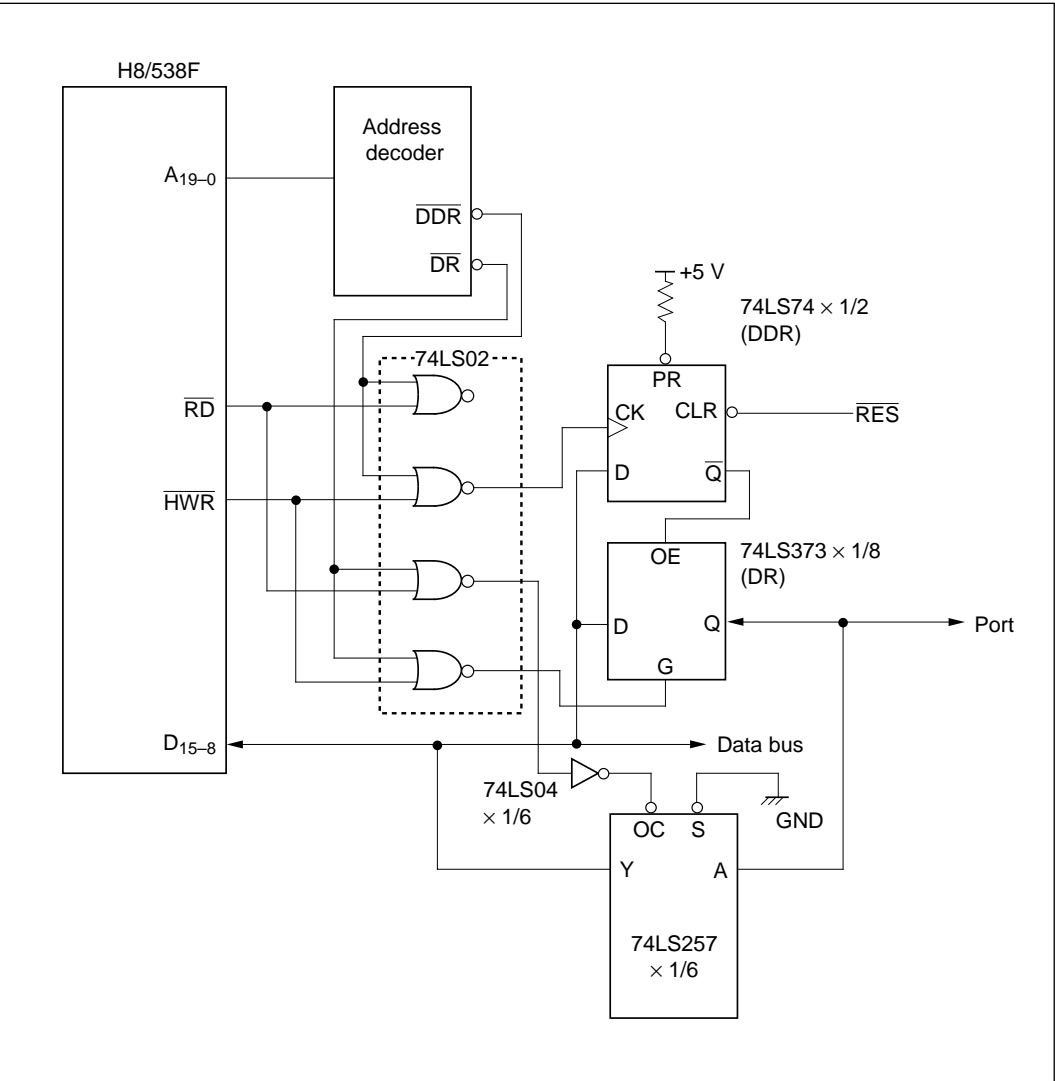 H8/538F
Address
decoder
A19–0
DDR
DR
+5 V
74LS74 × 1/2
(DDR)
74LS02
PR
CK
CLR
RES
RD
D
Q
HWR
74LS373 × 1/8
(DR)
OE
D
Q
Port
G
D15–8
Data bus
74LS04
× 1/6
GND
OC
S
Y
A
74LS257
× 1/6